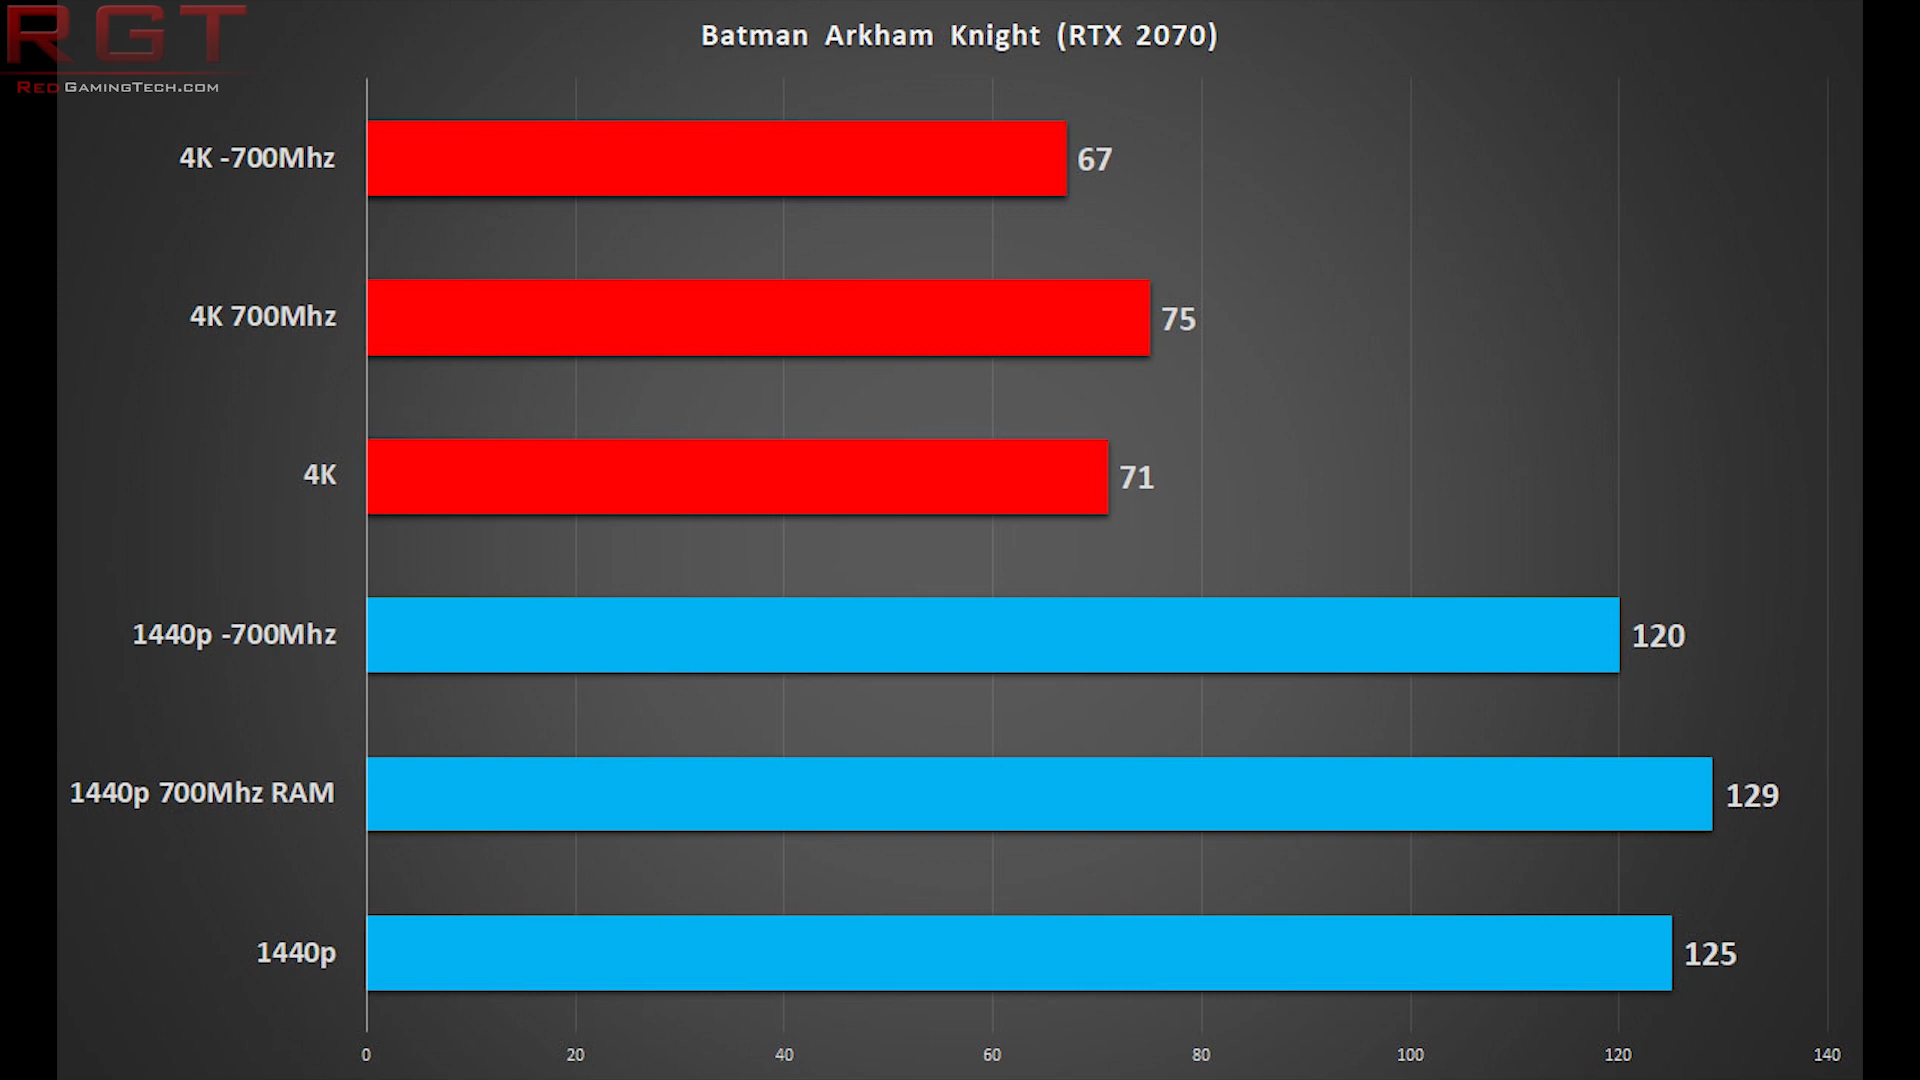 RGT
RedGamingTech.com
Batman Arkham Knight (RTX 2070)
4K -700Mhz
67
4K 700Mhz
75
4K
71
1440p -700Mhz
120
1440p 700Mhz RAM
129
1440p
125
0 20 40 60 80 100 120 140